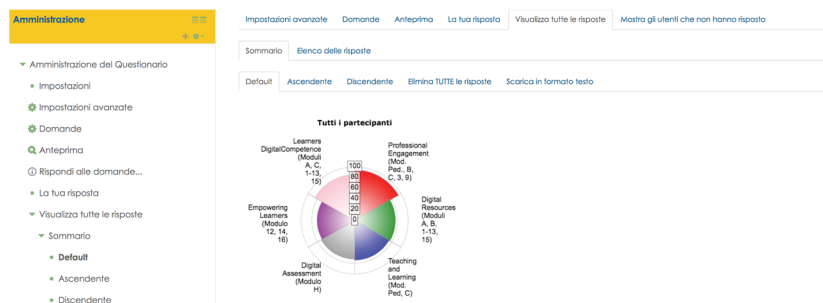 Amministrazione
Amministrazione del Questionario
Impostazioni
Impostazioni avanzate
Domande
Anteprima
Rispondi alle domande...
La tua risposta
Visualizza tutte le risposte
Sommario
Default
Ascendente
Discendente
Impostazioni avanzate Domande Anteprima La tua risposta Visualizza tutte le risposte Mostra gli utenti che non hanno risposto
Sommario Elenco delle risposte
Default Ascendente Discendente Elimina TUTTE le risposte Scarica in formato testo
Tutti i partecipanti
Learners
DigitalCompetence
(Moduli
A, C,
1-13,
15)
Professional
Engagement
(Mod.
Ped., B,
C, 3, 9)
100
80
60
40
20
0
Empowering
Learners
(Modulo
12, 14,
16)
Digital
Resources
(Moduli
A, B,
1-13,
15)
Digital
Assessment
(Modulo
H)
Teaching
and
Learning
(Mod.
Ped, C)